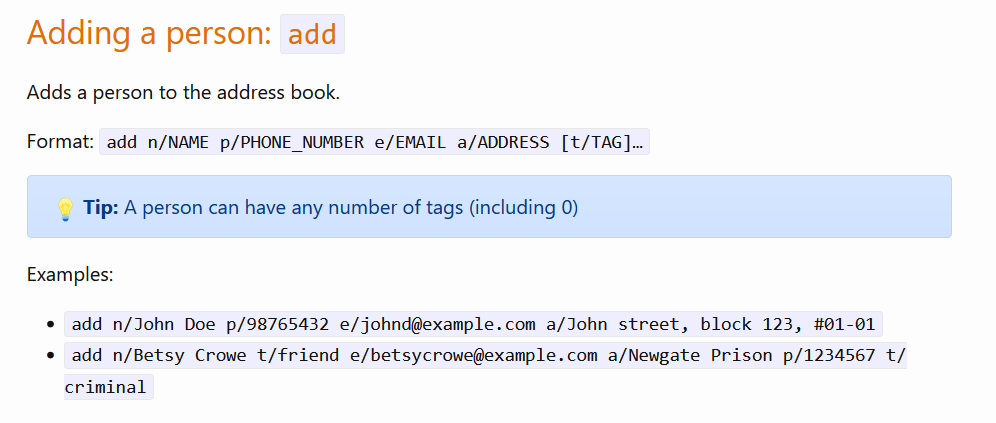 Adding a person: add
Adds a person to the address book.
Format: add n/NAME p/PHONE_NUMBER e/EMAIL a/ADDRESS [t/TAG]…
💡 Tip: A person can have any number of tags (including 0)
Examples:
• add n/John Doe p/98765432 e/johnd@example.com a/John street, block 123, #01-01
• add n/Betsy Crowe t/friend e/betsycrowe@example.com a/Newgate Prison p/1234567 t/
criminal